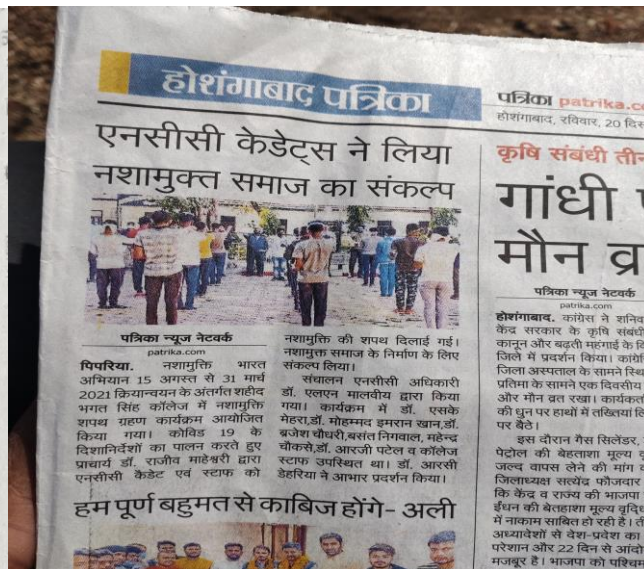 होशंगाबाद पत्रिका
एनसीसी केडेट्स ने लिया
नशामुक्त समाज का संकल्प
पत्रिका न्यूज नेटवर्क
patrika.com
पिपरिया. नशामुक्ति भारत
अभियान 15 अगस्त से 31 मार्च
2021 क्रियान्वयन के अंतर्गत शहीद
भगत सिंह कॉलेज में नशामुक्ति
शपथ ग्रहण कार्यक्रम आयोजित
किया गया। कोविड 19 के
दिशानिर्देशों का पालन करते हुए
प्राचार्य डॉ. राजीव माहेश्वरी द्वारा
एनसीसी कैडेट एवं स्टाफ को
नशामुक्ति की शपथ दिलाई गई।
नशामुक्त समाज के निर्माण के लिए
संकल्प लिया।
संचालन एनसीसी अधिकारी
डॉ. एलएन मालवीय द्वारा किया
गया। कार्यक्रम में डॉ. एसके
मेहरा,डॉ. मोहम्मद इमरान खान,डॉ.
ब्रजेश चौधरी,बसंत निगवाल, महेन्द्र
चौकसे,डॉ. आरजी पटेल व कॉलेज
स्टाफ उपस्थित था। डॉ. आरसी
डेहरिया ने आभार प्रदर्शन किया।
हम पूर्ण बहुमत से काबिज होंगे- अली
पत्रिका patrika.co
होशंगाबाद, रविवार, 20
कृषि संबंधी
गांधी
मौन
पत्रिका न्यूज नेटवर्क
patrika.com
होशंगाबाद. कांग्रेस ने
केंद्र सरकार के कृषि
कानून और बढ़ती महंगाई के
जिले में प्रदर्शन किया।
जिला अस्पताल के सामने
प्रतिमा के सामने एक दिवसीय
और मौन व्रत रखा।
की धुन पर हाथों में तख्तियां
पर बैठे।
इस दौरान गैस सिलेंडर,
पेट्रोल की बेहताशा मूल्य
जल्द वापस लेने की मांग
जिलाध्यक्ष सत्येंद्र फौजदार
कि केंद्र व राज्य की भाजपा
ईंधन की बेतहाशा मूल्य
में नाकाम साबित हो रही है।
अध्यादेशों से देश-प्रदेश का
परेशान और 22 दिन से
मजबूर है। भाजपा को